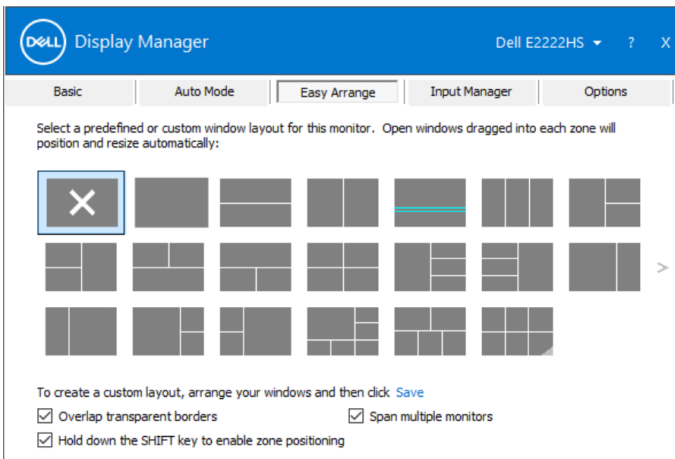 DELL Display Manager Dell E2222HS ? X
Basic Auto Mode Easy Arrange Input Manager Options
Select a predefined or custom window layout for this monitor. Open windows dragged into each zone will
position and resize automatically:
>
To create a custom layout, arrange your windows and then click Save
Overlap transparent borders Span multiple monitors
Hold down the SHIFT key to enable zone positioning